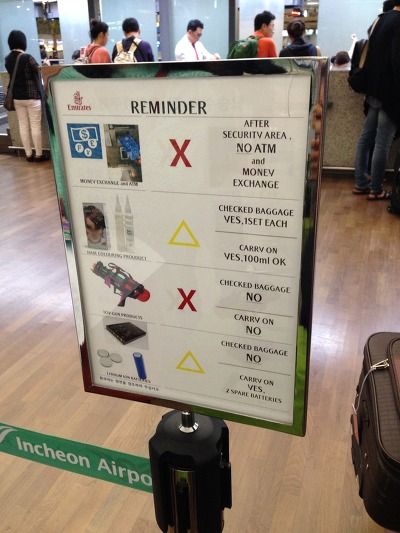 Emirates
REMINDER
AFTER
SECURITY AREA,
NO ATM
and
MONEY
EXCHANGE
MONEY EXCHANGE and ATM
CHECKED BAGGAGE
YES,1SET EACH
CARRY ON
YES,100ml OK
HAIR COLOURING PROUDUCT
CHECKED BAGGAGE
NO
CARRY ON
NO
TOY GUN PRODUCTS
CHECKED BAGGAGE
NO
CARRY ON
YES,
2 SPARE BATTERIES
LITHIUM ION BATTERIES
Incheon Airpo